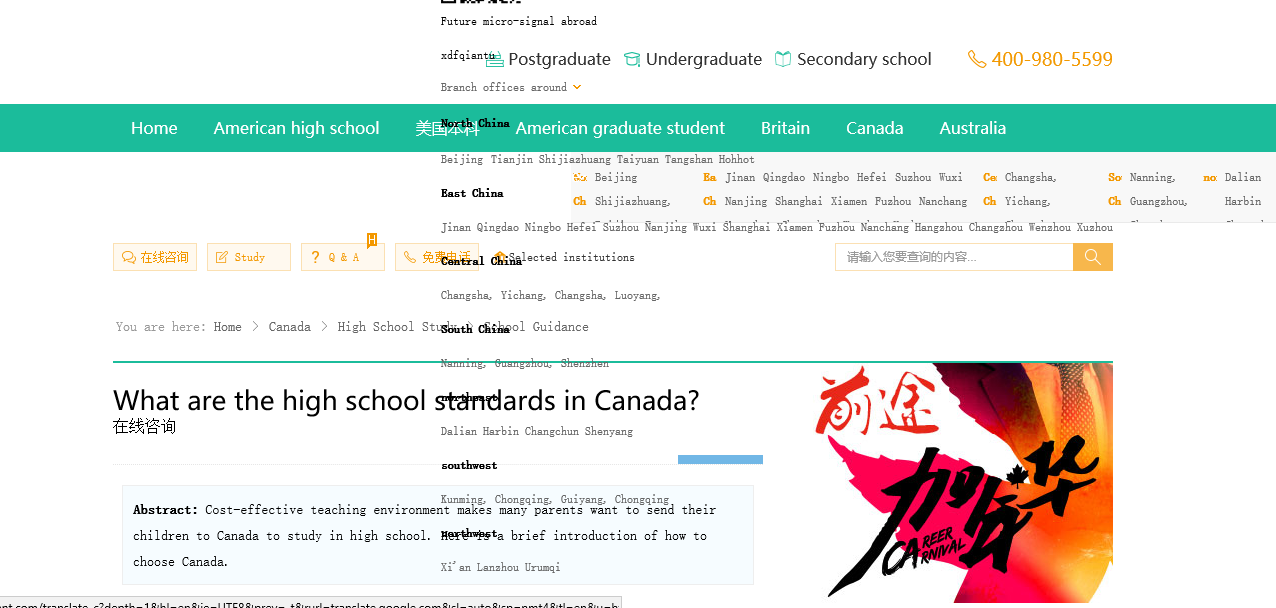 Future micro-signal abroad
xdfqiantu
Postgraduate Undergraduate Secondary school 400-980-5599
Branch offices around
Home American high school 美国本科 American graduate student Britain Canada Australia
North China
Beijing Tianjin Shijiazhuang Taiyuan Tangshan Hohhot
Beijing Ea Jinan Qingdao Ningbo Hefei Suzhou Wuxi Ce Changsha, So Nanning, no Dalian
East China
Ch Shijiazhuang, Ch Nanjing Shanghai Xiamen Fuzhou Nanchang Ch Yichang, Ch Guangzhou, Harbin
Jinan Qingdao Ningbo Hefei Suzhou Nanjing Wuxi Shanghai Xiamen Fuzhou Nanchang Hangzhou Changzhou Wenzhou Xuzhou
H
在线咨询 Study Q & A 免费电话 Selected institutions 请输入您要查询的内容...
Central China
Changsha, Yichang, Changsha, Luoyang,
You are here: Home > Canada > High School Study > School Guidance
South China
Nanning, Guangzhou, Shenzhen
What are the high school standards in Canada?
northeast
在线咨询
Dalian Harbin Changchun Shenyang
southwest
Kunming, Chongqing, Guiyang, Chongqing
Abstract: Cost-effective teaching environment makes many parents want to send their
northwest
children to Canada to study in high school. Here is a brief introduction of how to
choose Canada.
Xi'an Lanzhou Urumqi
前途
加年华
CAREER
CARNIVAL